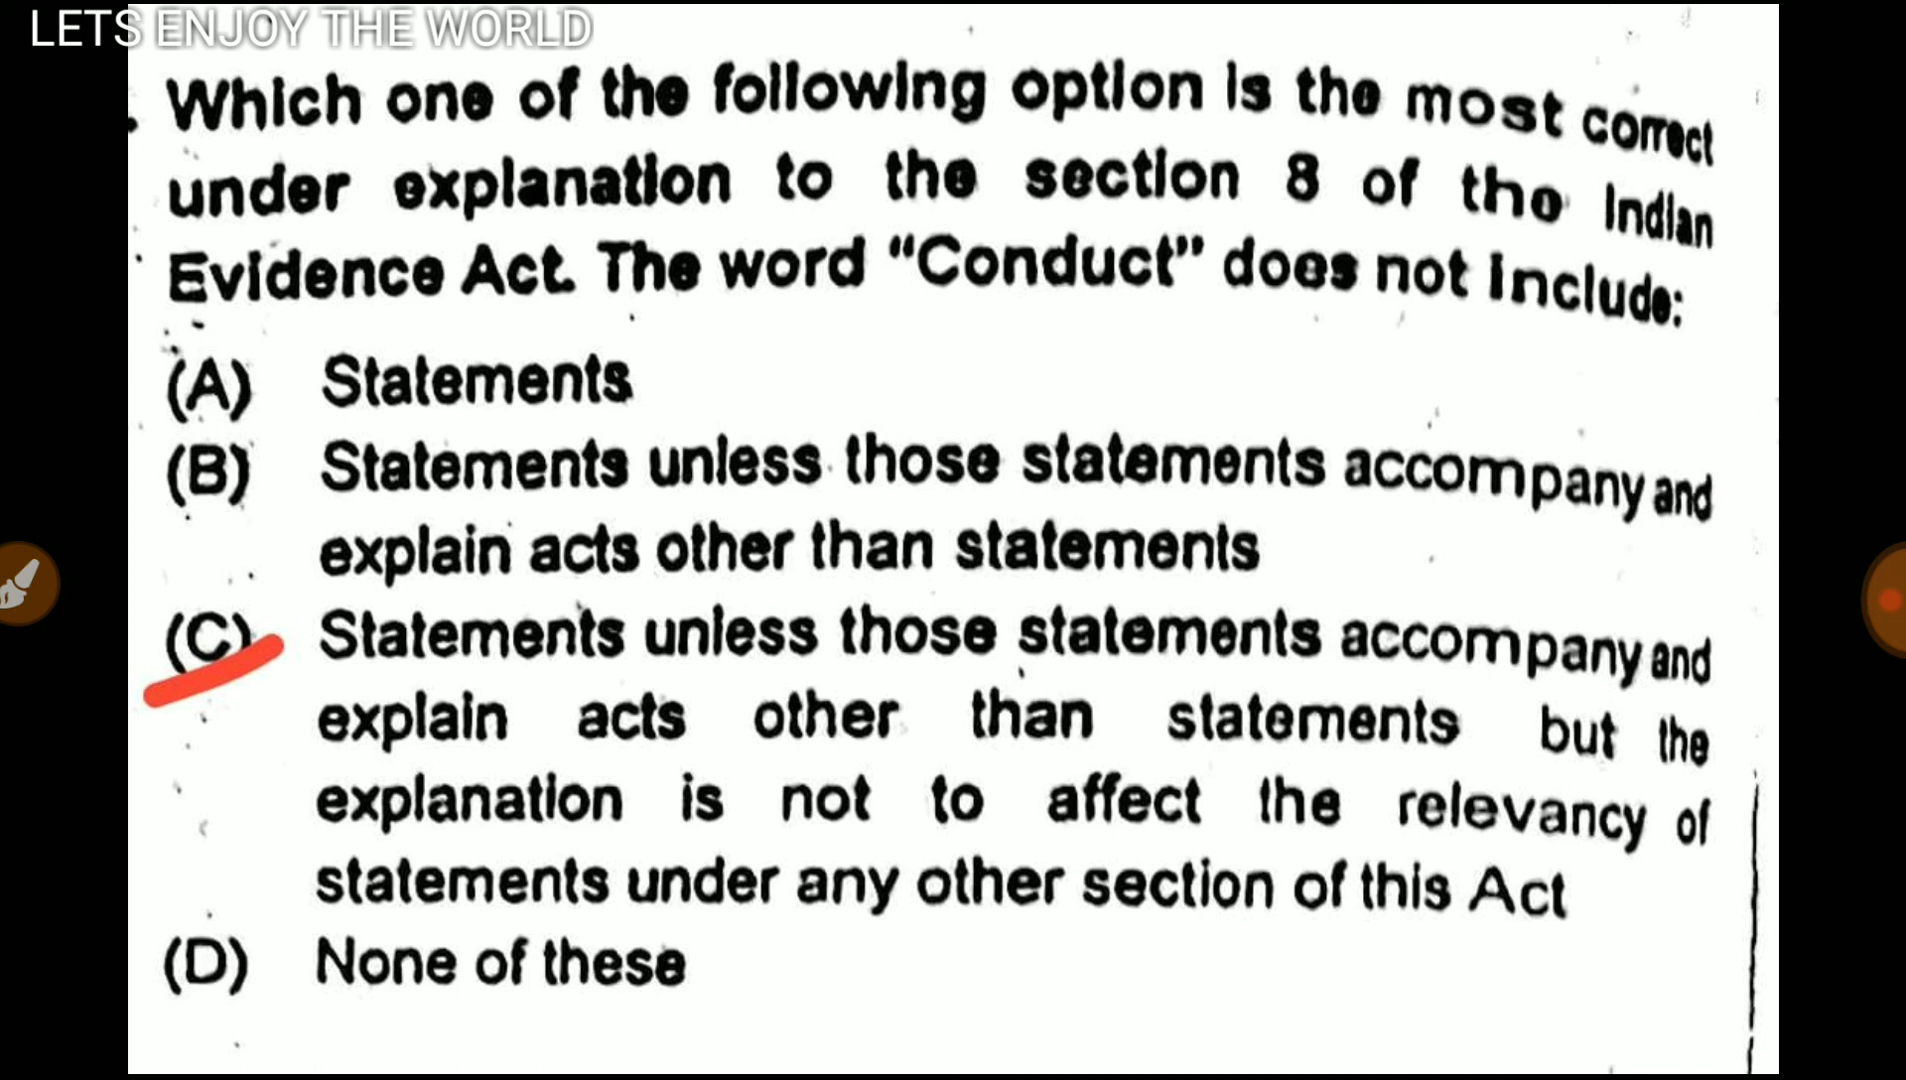 LETS ENJOY THE WORLD
Which one of the following option is the most correct
under explanation to the section 8 of the Indian
Evidence Act. The word “Conduct” does not include:
(A) Statements
(B) Statements unless those statements accompany and
explain acts other than statements
(C) Statements unless those statements accompany and
explain acts other than statements but the
explanation is not to affect the relevancy of
statements under any other section of this Act
(D) None of these